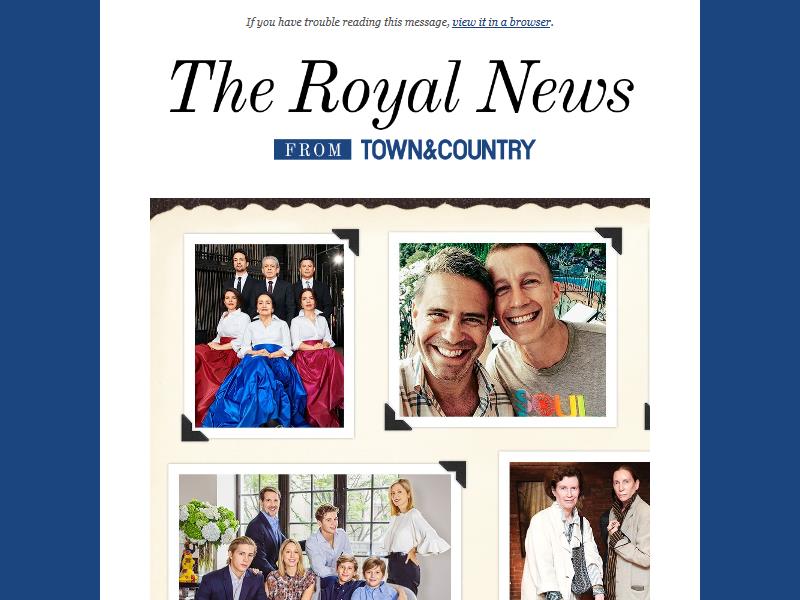 If you have trouble reading this message, view it in a browser.
The Royal News
FROM TOWN&COUNTRY
SOUL